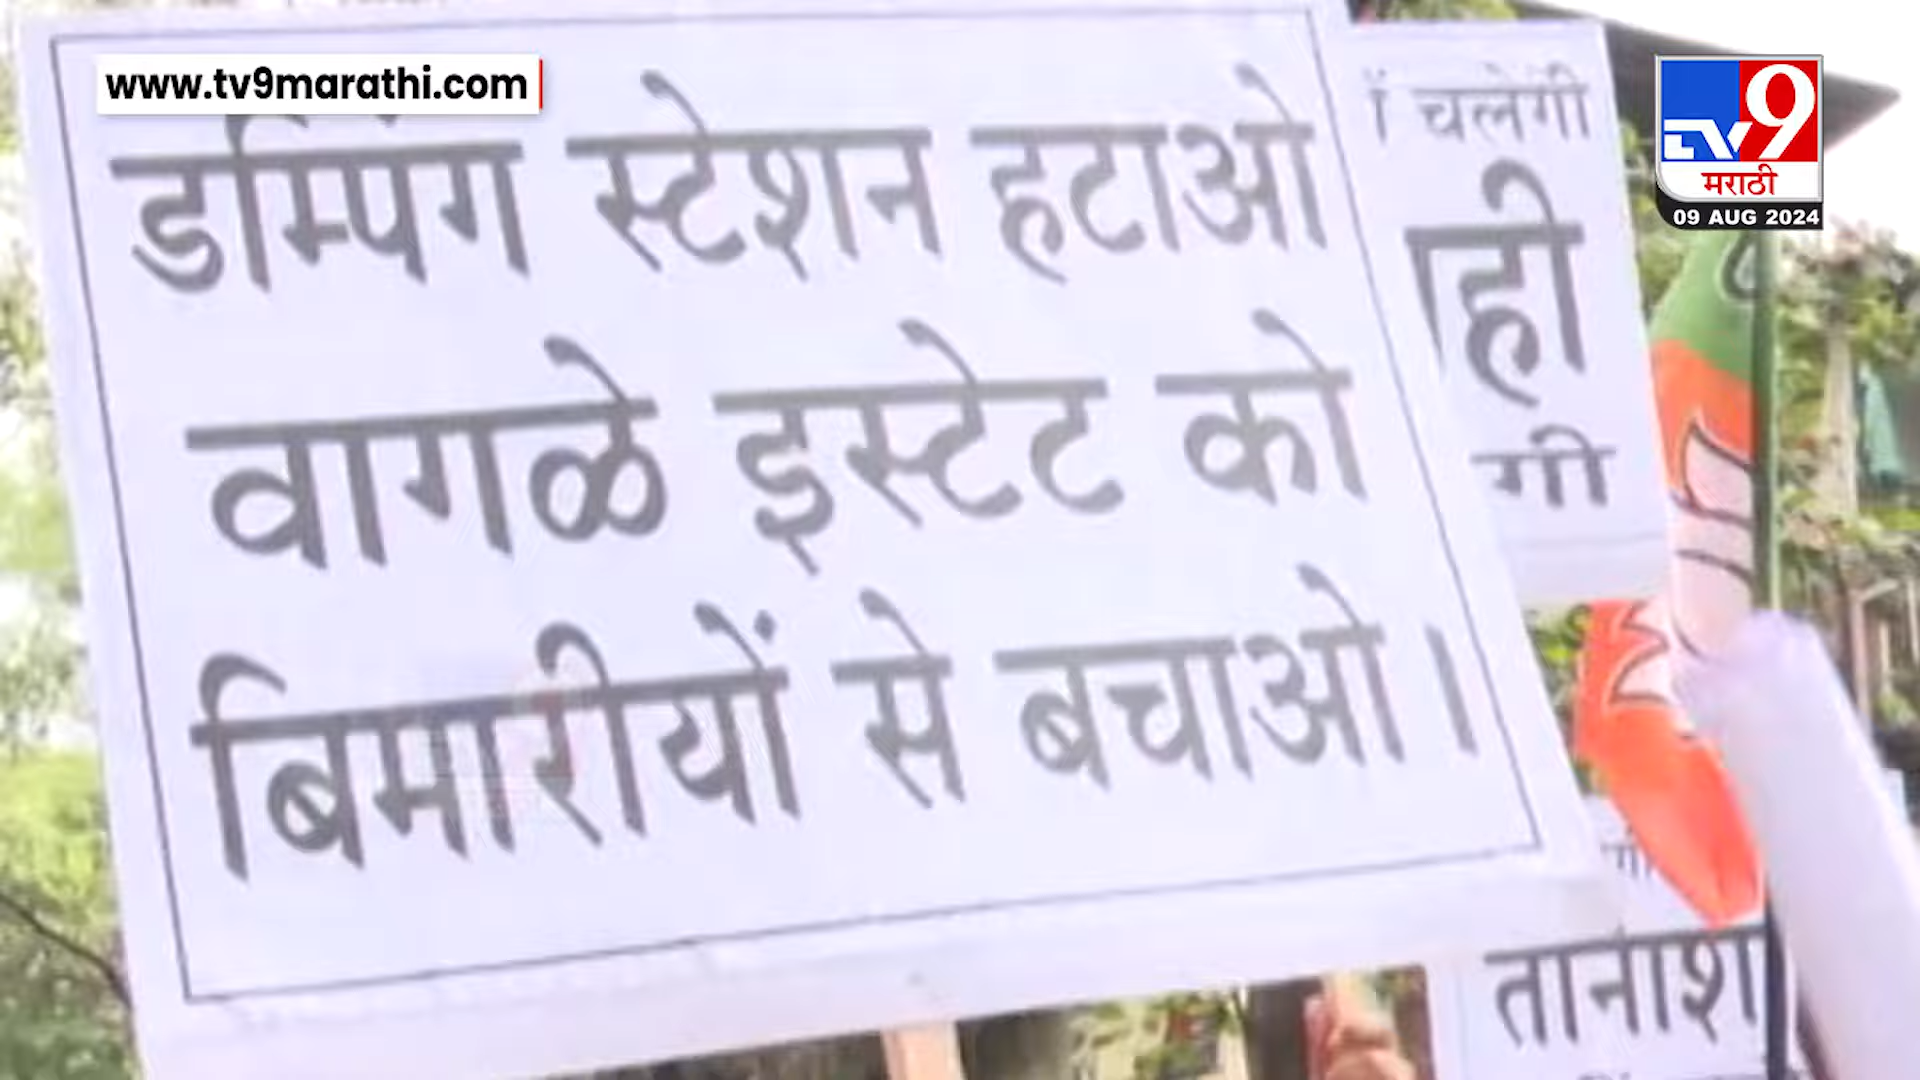 www.tv9marathi.com
TV9
मराठी
09 AUG 2024
डम्पिंग स्टेशन हटाओ
वागळे इस्टेट को
बिमारीयों से बचाओ।
चलेगी
ही
गी
तानाश